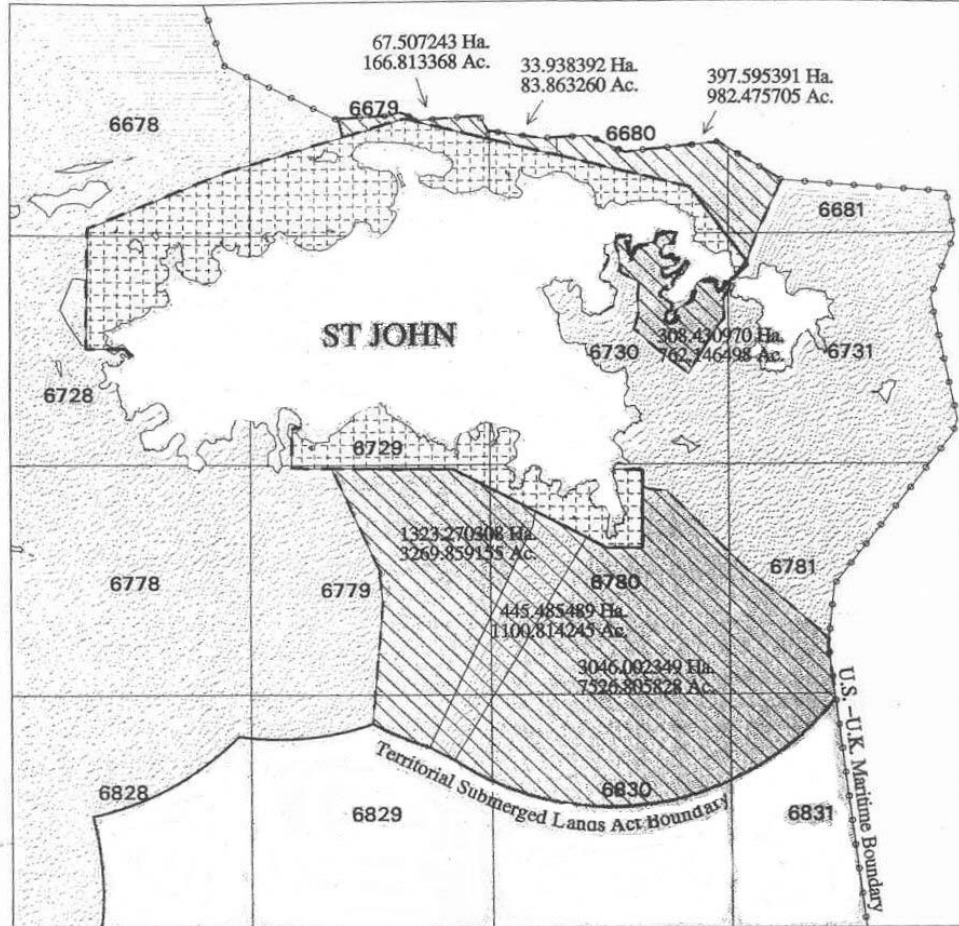 67.507243 Ha.
166.813368 Ac.
33.938392 Ha.
83.863260 Ac.
397.595391 Ha.
982.475705 Ac.
6679
6678
6680
6681
ST JOHN
308.430970 Ha.
762.146498 Ac.
6730
6731
6728
6729
1323.270308 Ha.
3269.859155 Ac.
6778
6779
6780
6781
445.485489 Ha.
1100.814245 Ac.
3046.002349 Ha.
7526.805828 Ac.
U.S. -U.K. Maritime Boundary
Territorial Submerged Lands Act Boundary
6828
6829
6830
6831